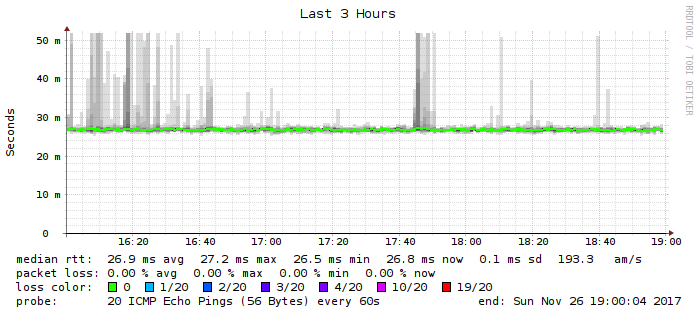 Last 3 Hours
RRDTOOL / TOBI OETIKER
Seconds
50 m
40 m
30 m
20 m
10 m
0
16:20 16:40 17:00 17:20 17:40 18:00 18:20 18:40 19:00
median rtt: 26.9 ms avg 27.2 ms max 26.5 ms min 26.8 ms now 0.1 ms sd 193.3 am/s
packet loss: 0.00 % avg 0.00 % max 0.00 % min 0.00 % now
loss color: 0 1/20 2/20 3/20 4/20 10/20 19/20
probe: 20 ICMP Echo Pings (56 Bytes) every 60s end: Sun Nov 26 19:00:04 2017